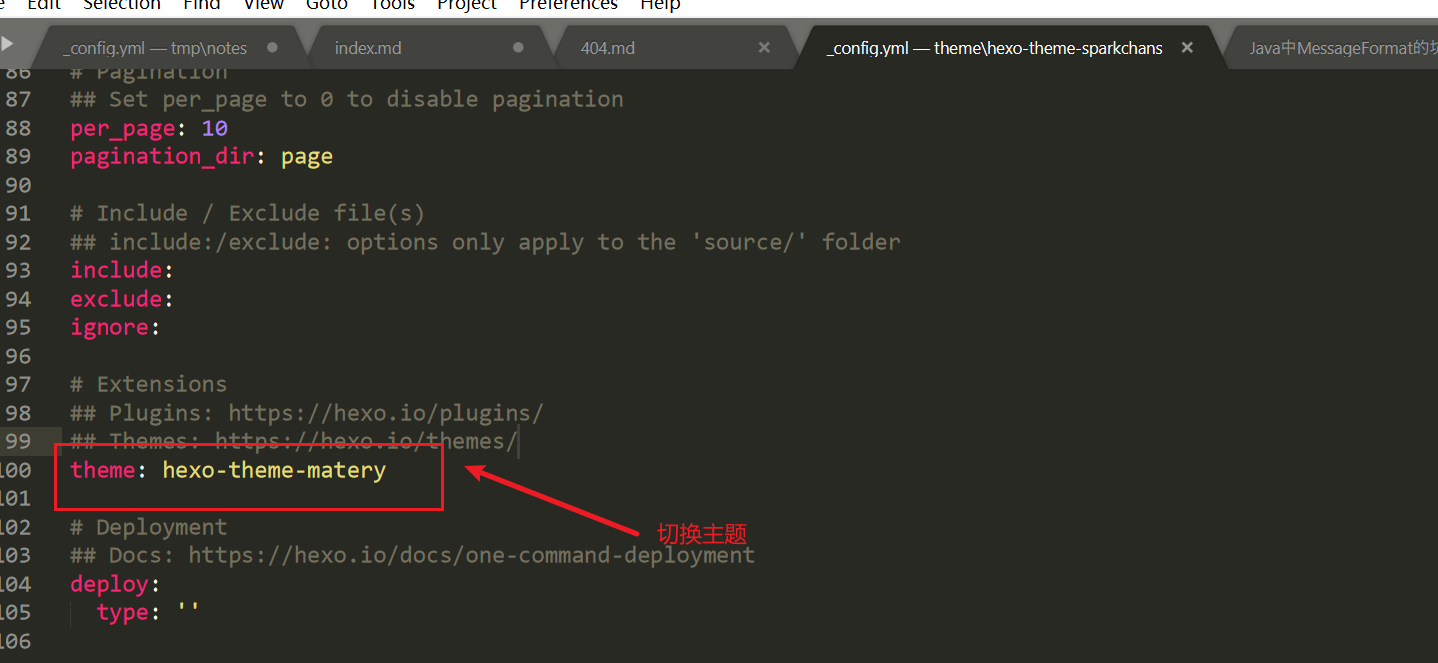 Edit Selection Find View Goto Tools Project Preferences Help
_config.yml — tmp\notes index.md 404.md _config.yml — theme\hexo-theme-sparkchans Java中MessageFormat的
86 # Pagination
87 ## Set per_page to 0 to disable pagination
88 per_page: 10
89 pagination_dir: page
90
91 # Include / Exclude file(s)
92 ## include:/exclude: options only apply to the 'source/' folder
93 include:
94 exclude:
95 ignore:
96
97 # Extensions
98 ## Plugins: https://hexo.io/plugins/
99 ## Themes: https://hexo.io/themes/
100 theme: hexo-theme-matery
101
102 # Deployment
切换主题
103 ## Docs: https://hexo.io/docs/one-command-deployment
104 deploy:
105 type: ''
106